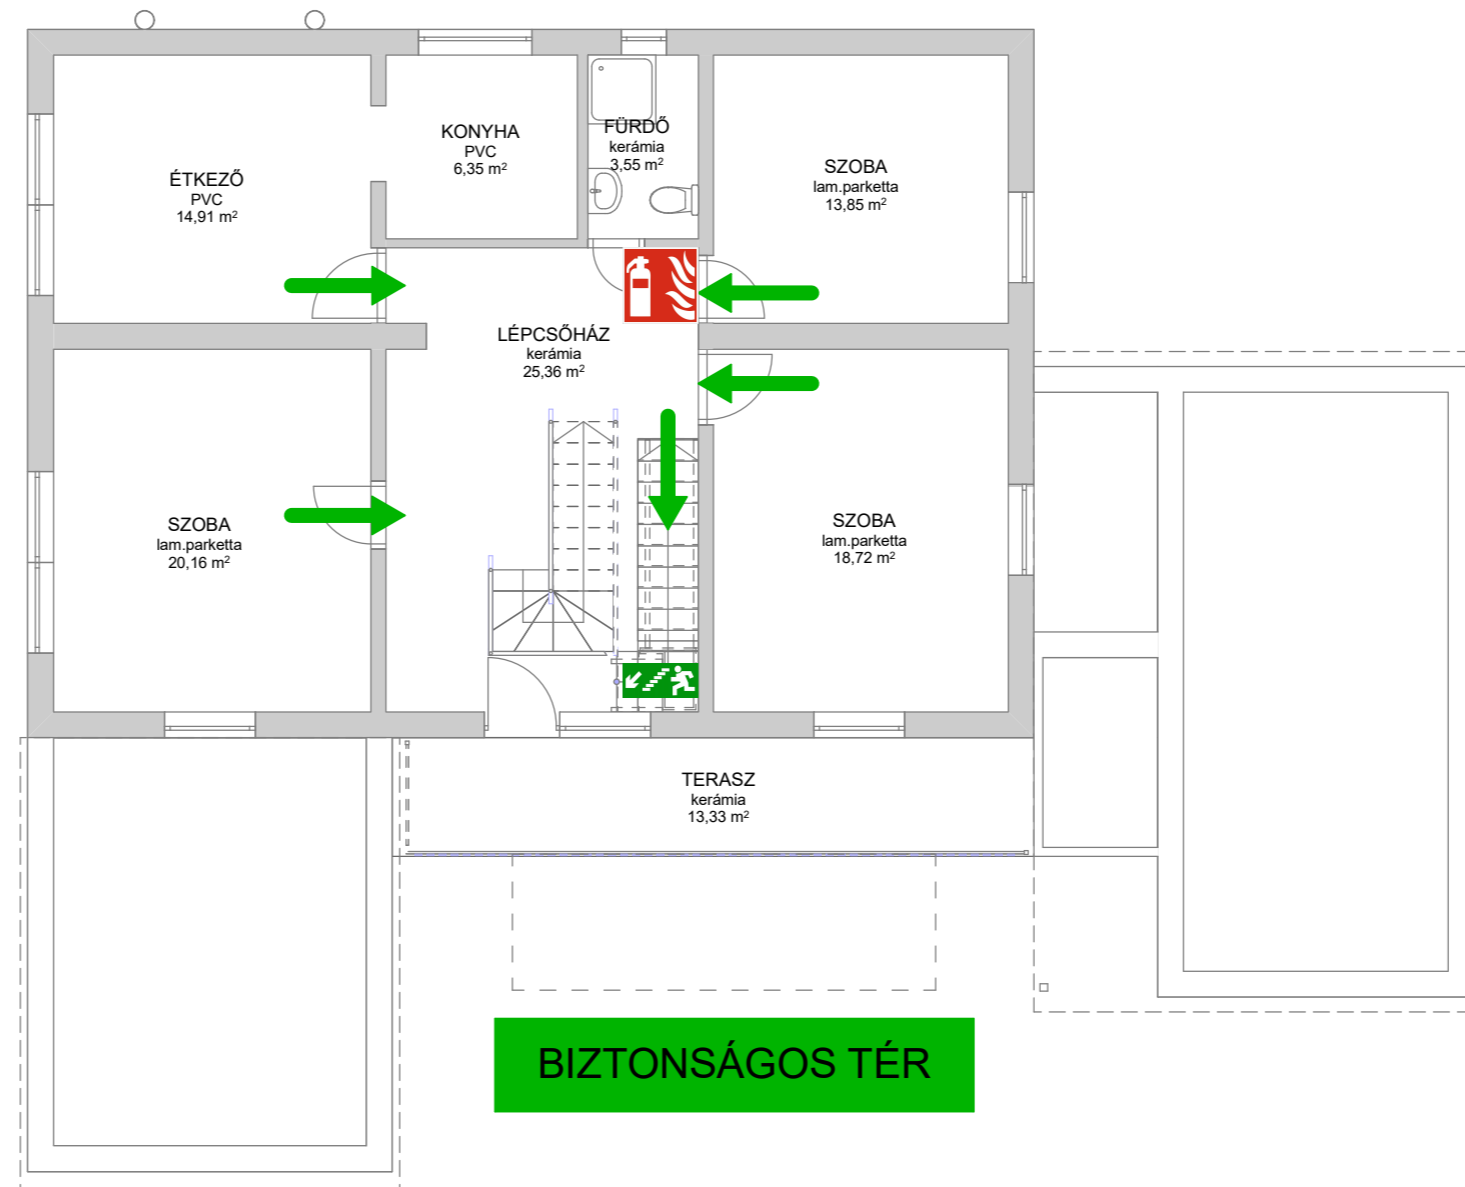 ÉTKEZŐ
PVC
14,91 m²
KONYHA
PVC
6,35 m²
FÜRDŐ
kerámia
3,55 m²
SZOBA
lam.parketta
13,85 m²
LÉPCSŐHÁZ
kerámia
25,36 m²
SZOBA
lam.parketta
20,16 m²
SZOBA
lam.parketta
18,72 m²
TERASZ
kerámia
13,33 m²
BIZTONSÁGOS TÉR